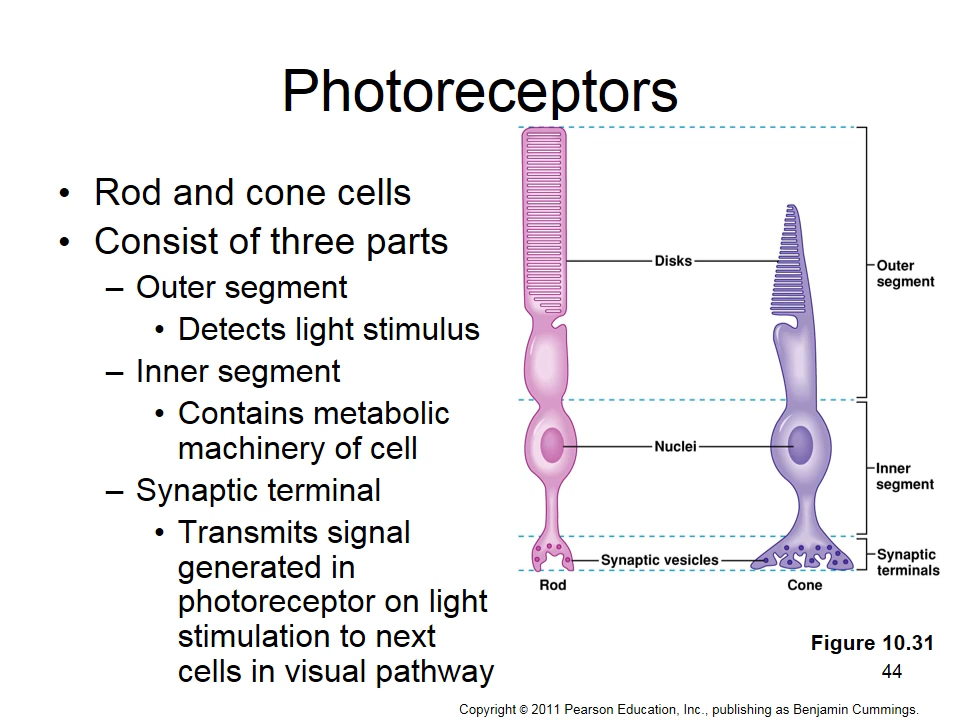 Photoreceptors
• Rod and cone cells
• Consist of three parts
– Outer segment
• Detects light stimulus
– Inner segment
• Contains metabolic
machinery of cell
– Synaptic terminal
• Transmits signal
generated in
photoreceptor on light
stimulation to next
cells in visual pathway
Disks
Outer
segment
Nuclei
Inner
segment
Synaptic vesicles
Synaptic
terminals
Rod
Cone
Figure 10.31
44
Copyright © 2011 Pearson Education, Inc., publishing as Benjamin Cummings.